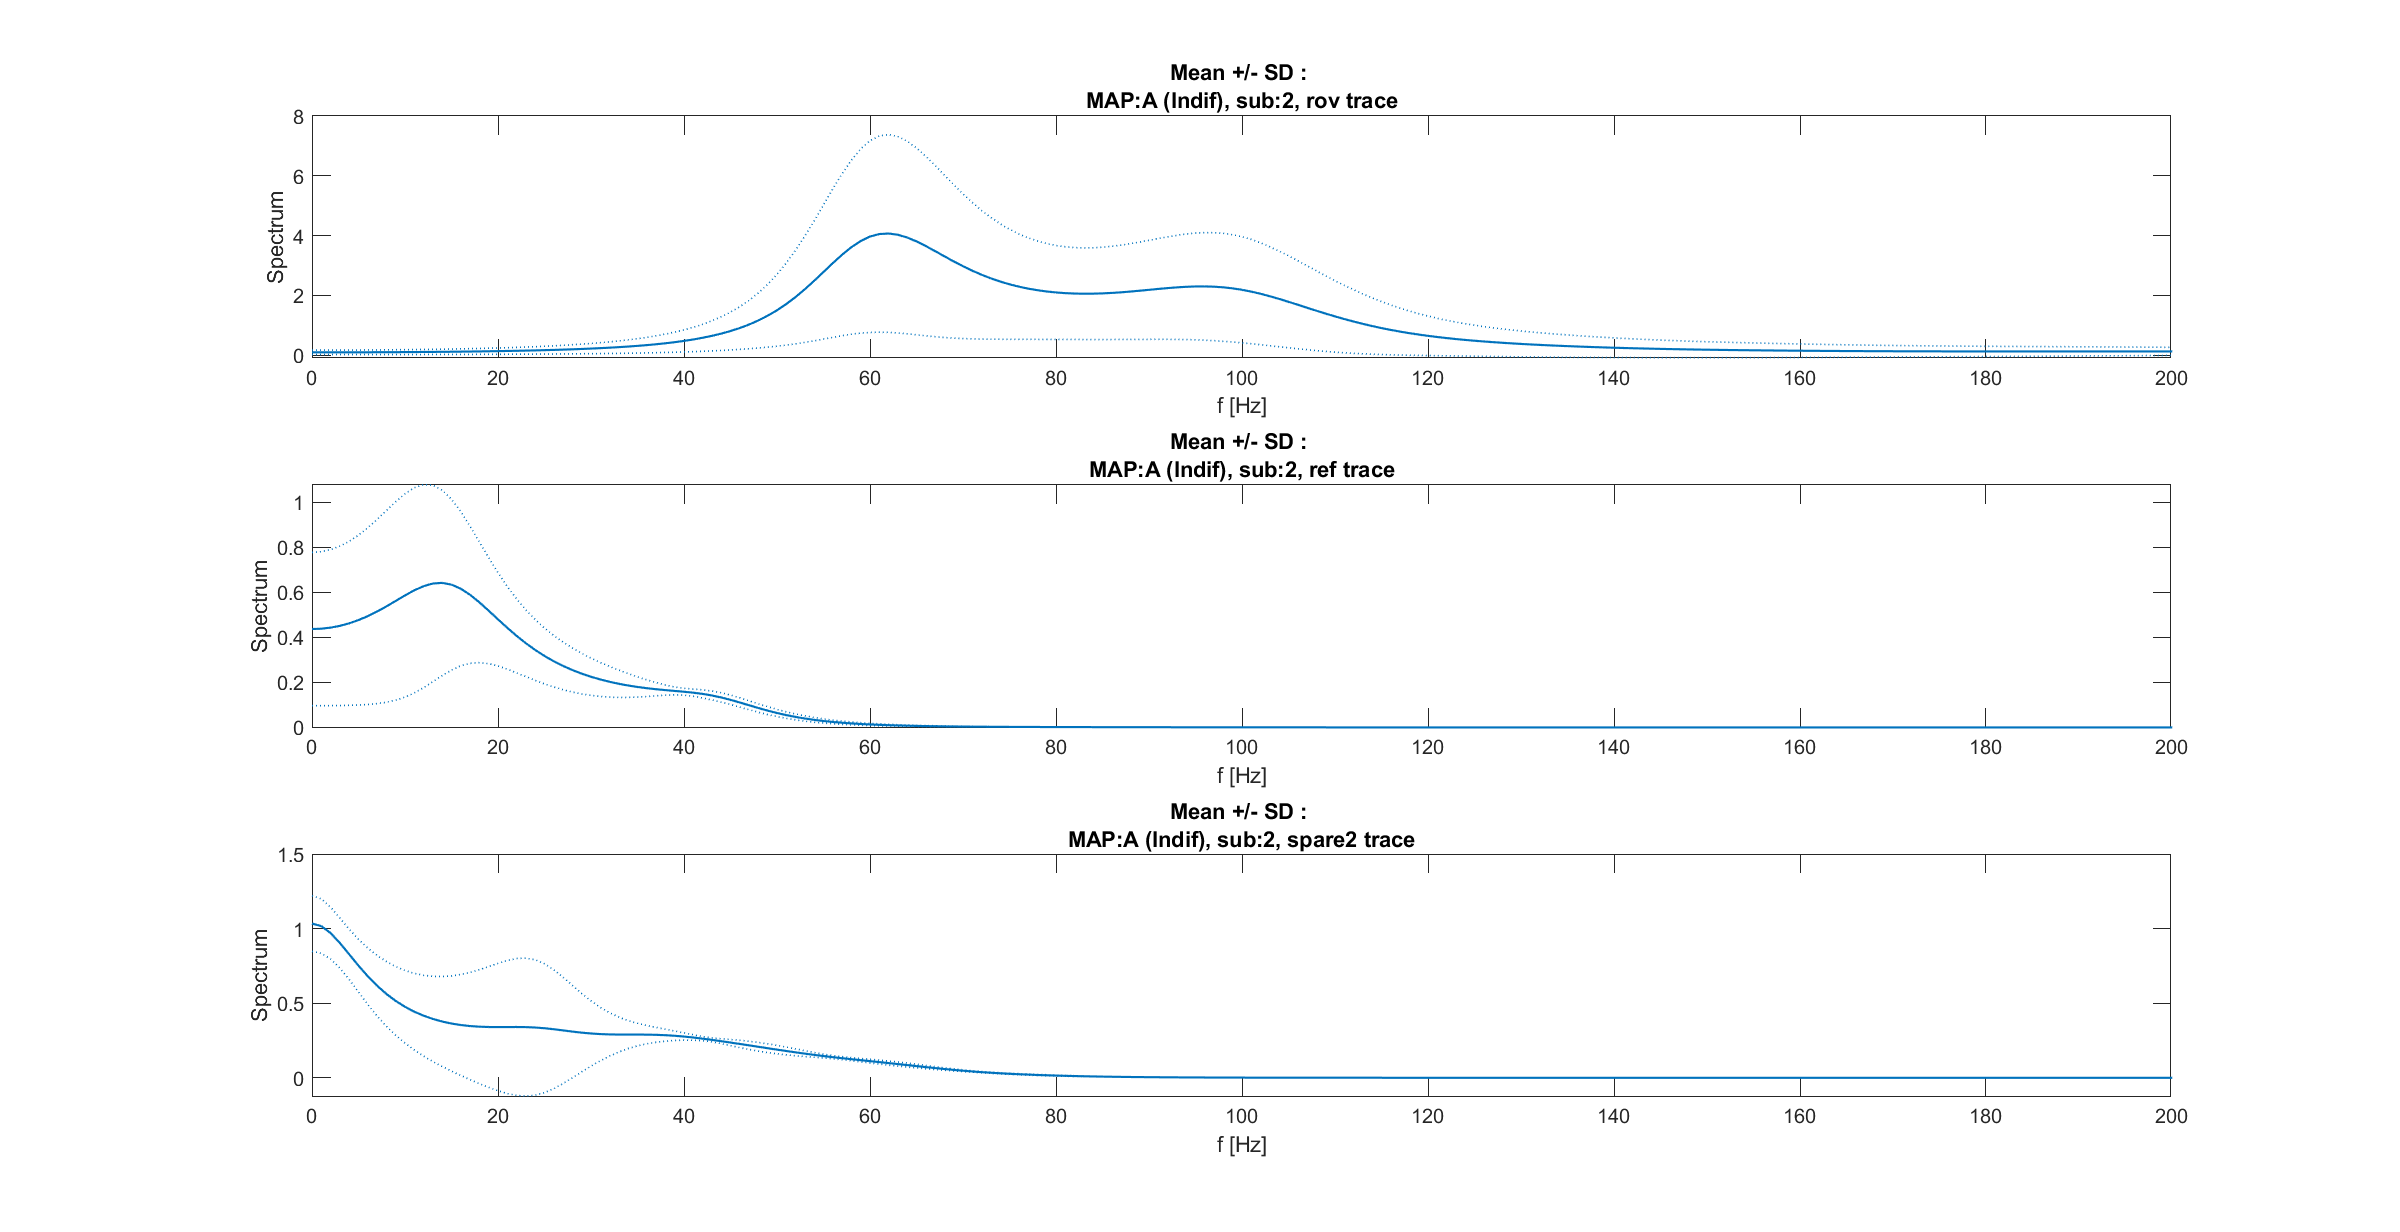 Mean +/- SD :
MAP:A (Indif), sub:2, rov trace
8
6
4
2
0
Spectrum
0 20 40 60 80 100 120 140 160 180 200
f [Hz]
Mean +/- SD :
MAP:A (Indif), sub:2, ref trace
1
0.8
0.6
0.4
0.2
0
Spectrum
0 20 40 60 80 100 120 140 160 180 200
f [Hz]
Mean +/- SD :
MAP:A (Indif), sub:2, spare2 trace
1.5
1
0.5
0
Spectrum
0 20 40 60 80 100 120 140 160 180 200
f [Hz]